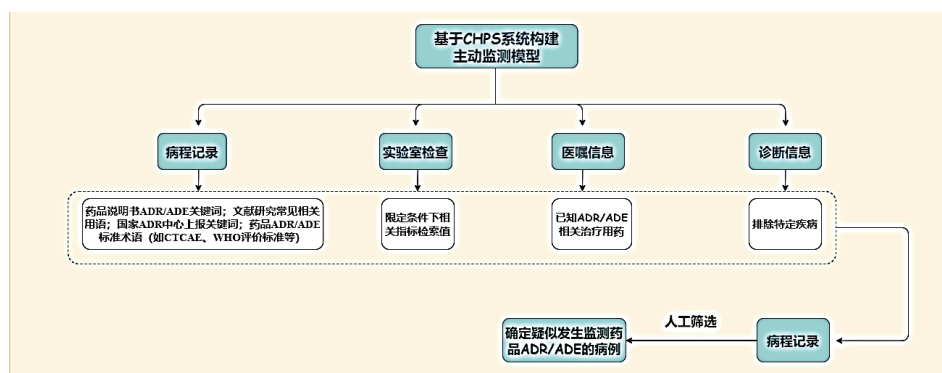 基于CHPS系统构建
主动监测模型
病程记录
实验室检查
医嘱信息
诊断信息
药品说明书ADR/ADE关键词；文献研究常见相关
用语；国家ADR中心上报关键词；药品ADR/ADE
标准术语（如CTCAE、WHO评价标准等）
限定条件下相
关指标检索值
已知ADR/ADE
相关治疗用药
排除特定疾病
人工筛选
确定疑似发生监测药
品ADR/ADE的病例
病程记录